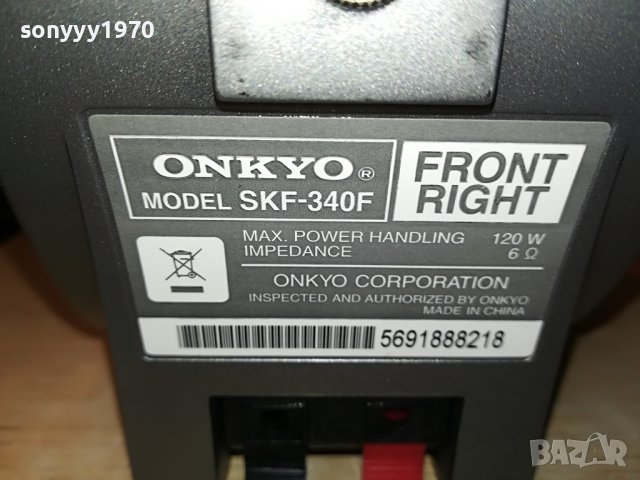 sonyyy1970
ONKYO®
MODEL SKF-340F
FRONT
RIGHT
MAX. POWER HANDLING 120 W
IMPEDANCE 6 Ω
ONKYO CORPORATION
INSPECTED AND AUTHORIZED BY ONKYO
MADE IN CHINA
5691888218
BAZAR